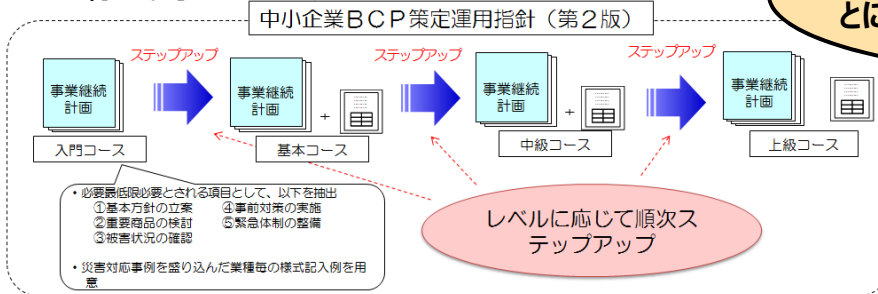 中小企業BCP策定運用指針（第２版）
とに
ステップアップ
ステップアップ
ステップアップ
事業継続
計画
事業継続
計画
+
事業継続
計画
+
事業継続
計画
入門コース
基本コース
中級コース
上級コース
・必要最低限必要とされる項目として、以下を抽出
①基本方針の立案 ④事前対策の実施
②重要商品の検討 ⑤緊急体制の整備
③被害状況の確認
・災害対応事例を盛り込んだ業種毎の様式記入例を用
意
レベルに応じて順次ス
テップアップ